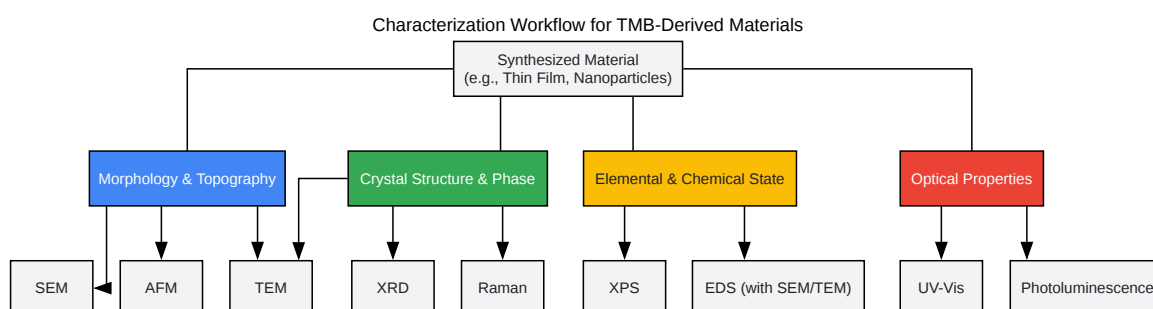 Characterization Workflow for TMB-Derived Materials
Synthesized Material
(e.g., Thin Film, Nanoparticles)
Morphology & Topography
Crystal Structure & Phase
Elemental & Chemical State
Optical Properties
SEM
AFM
TEM
XRD
Raman
XPS
EDS (with SEM/TEM)
UV-Vis
Photoluminescence